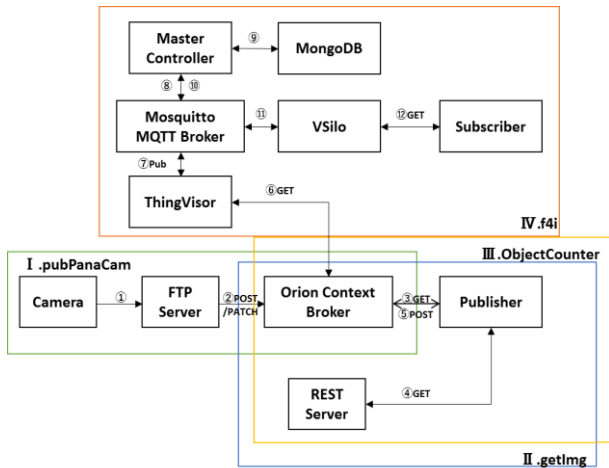 Master
Controller
⑨
MongoDB
⑧ ⑩
Mosquitto
MQTT Broker
⑪
VSilo
⑫GET
Subscriber
⑦Pub
ThingVisor
⑥GET
Ⅳ.f4i
Ⅰ.pubPanaCam
Ⅲ.ObjectCounter
Camera
①
FTP
Server
②POST
/PATCH
Orion Context
Broker
③GET
⑤POST
Publisher
REST
Server
④GET
Ⅱ.getImg